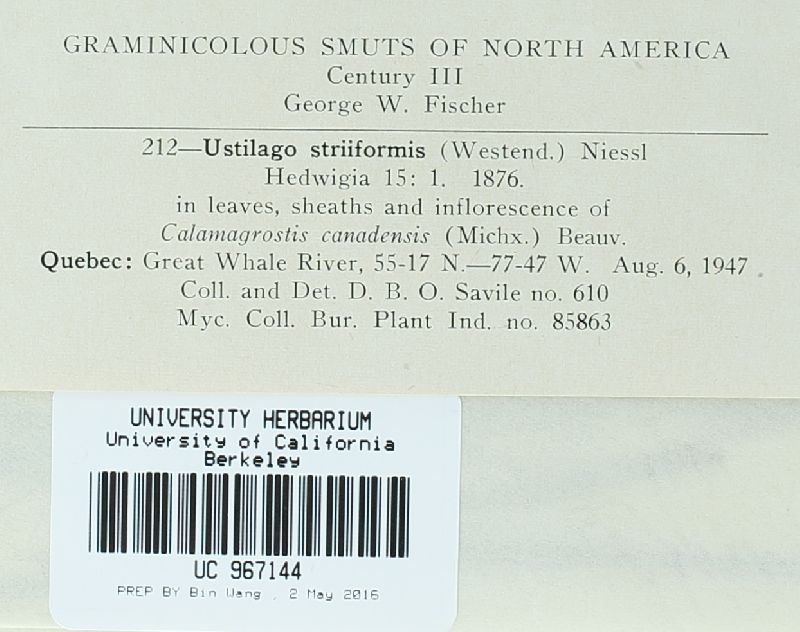 GRAMINICOLOUS SMUTS OF NORTH AMERICA
Century III
George W. Fischer
212—Ustilago striiformis (Westend.) Niessl
Hedwigia 15: 1. 1876.
in leaves, sheaths and inflorescence of
Calamagrostis canadensis (Michx.) Beauv.
Quebec: Great Whale River, 55-17 N.—77-47 W. Aug. 6, 1947
Coll. and Det. D. B. O. Savile no. 610
Myc. Coll. Bur. Plant Ind. no. 85863
UNIVERSITY HERBARIUM
University of California
Berkeley
UC 967144
PREP BY Bin Wang , 2 May 2016